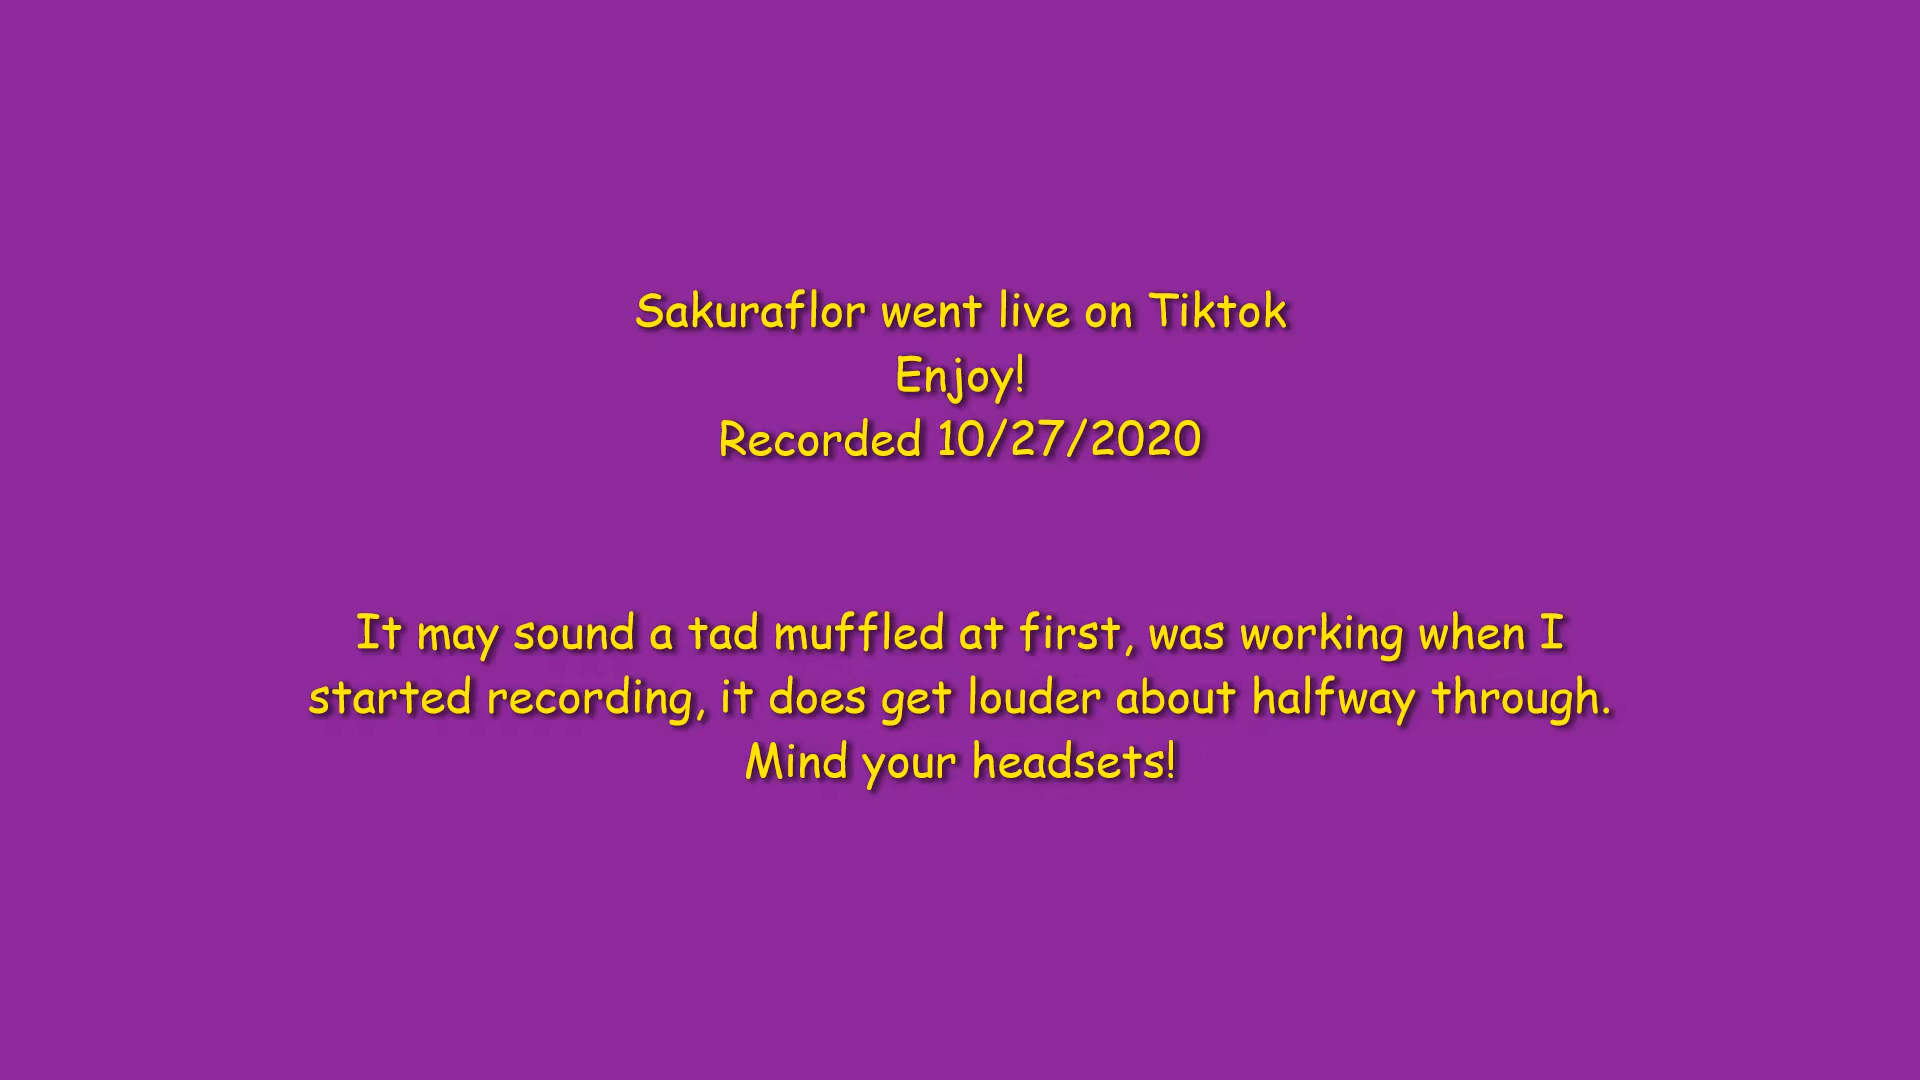 Sakuraflor went live on Tiktok
Enjoy!
Recorded 10/27/2020
It may sound a tad muffled at first, was working when I
started recording, it does get louder about halfway through.
Mind your headsets!